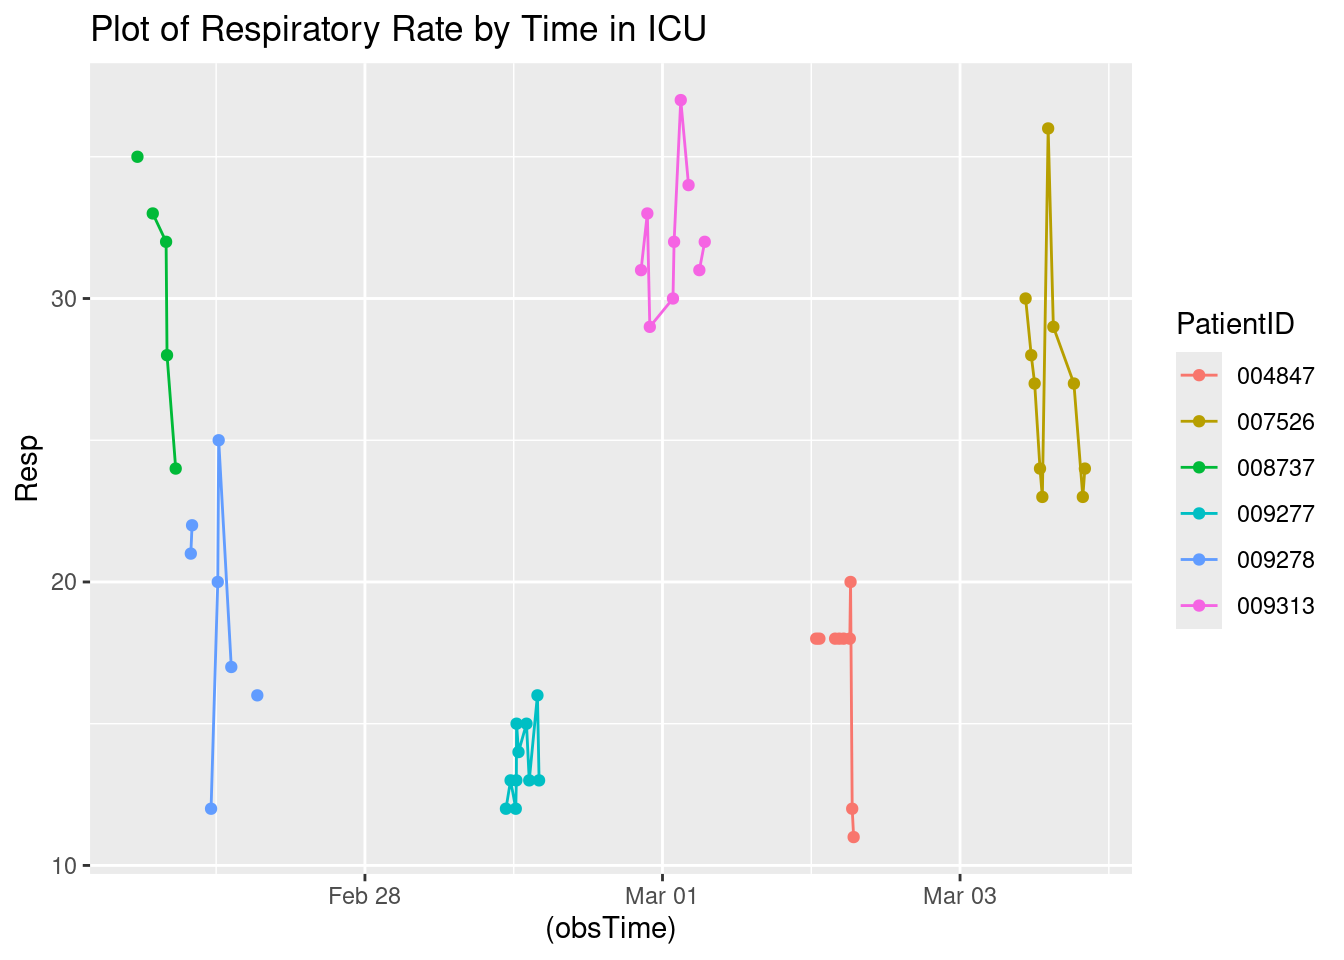 Plot of Respiratory Rate by Time in ICU
Resp
30
20
10
Feb 28
Mar 01
Mar 03
(obsTime)
PatientID
004847
007526
008737
009277
009278
009313